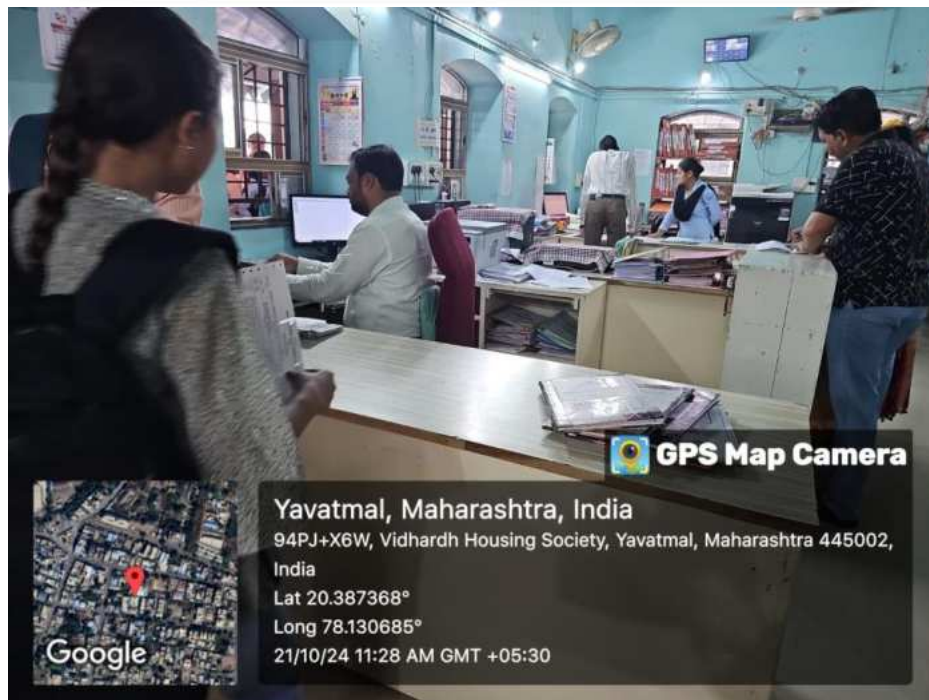 GPS Map Camera
Yavatmal, Maharashtra, India
94PJ+X6W, Vidhardh Housing Society, Yavatmal, Maharashtra 445002,
India
Lat 20.387368°
Long 78.130685°
21/10/24 11:28 AM GMT +05:30
Google